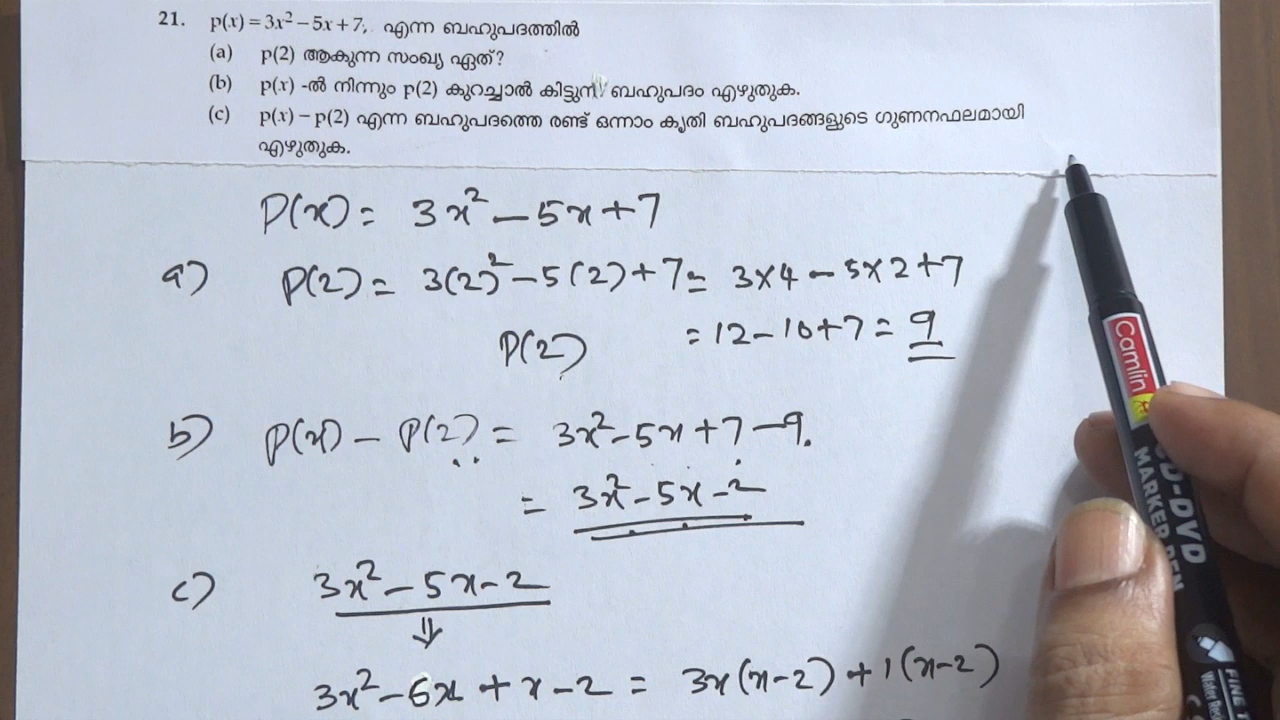 21. p(x) = 3x² – 5x + 7, എന്ന ബഹുപദത്തിൽ
(a) p(2) ആകുന്ന സംഖ്യ ഏത്?
(b) p(x) -ൽ നിന്നും p(2) കുറച്ചാൽ കിട്ടുന്ന ബഹുപദം എഴുതുക.
(c) p(x) – p(2) എന്ന ബഹുപദത്തെ രണ്ട് ഒന്നാം കൃതി ബഹുപദങ്ങളുടെ ഗുണനഫലമായി
എഴുതുക.
P(x) = 3x² – 5x + 7
a) P(2) = 3(2)² – 5(2) + 7 = 3×4 – 5×2 + 7
P(2) = 12 – 10 + 7 = 9
b) P(x) – P(2) = 3x² – 5x + 7 – 9.
= 3x² – 5x – 2
c) 3x² – 5x – 2
⇓
3x² – 6x + x – 2 = 3x(x–2) + 1(x–2)
Camlin
CD-DVD
MARKER PEN